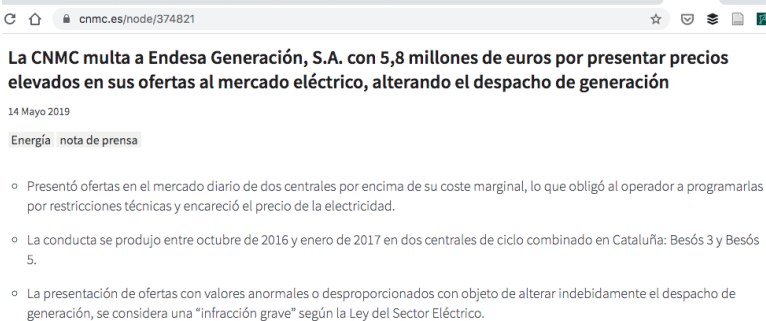 cnmc.es/node/374821
La CNMC multa a Endesa Generación, S.A. con 5,8 millones de euros por presentar precios
elevados en sus ofertas al mercado eléctrico, alterando el despacho de generación
14 Mayo 2019
Energía nota de prensa
Presentó ofertas en el mercado diario de dos centrales por encima de su coste marginal, lo que obligó al operador a programarlas
por restricciones técnicas y encareció el precio de la electricidad.
La conducta se produjo entre octubre de 2016 y enero de 2017 en dos centrales de ciclo combinado en Cataluña: Besós 3 y Besós
5.
La presentación de ofertas con valores anormales o desproporcionados con objeto de alterar indebidamente el despacho de
generación, se considera una “infracción grave” según la Ley del Sector Eléctrico.